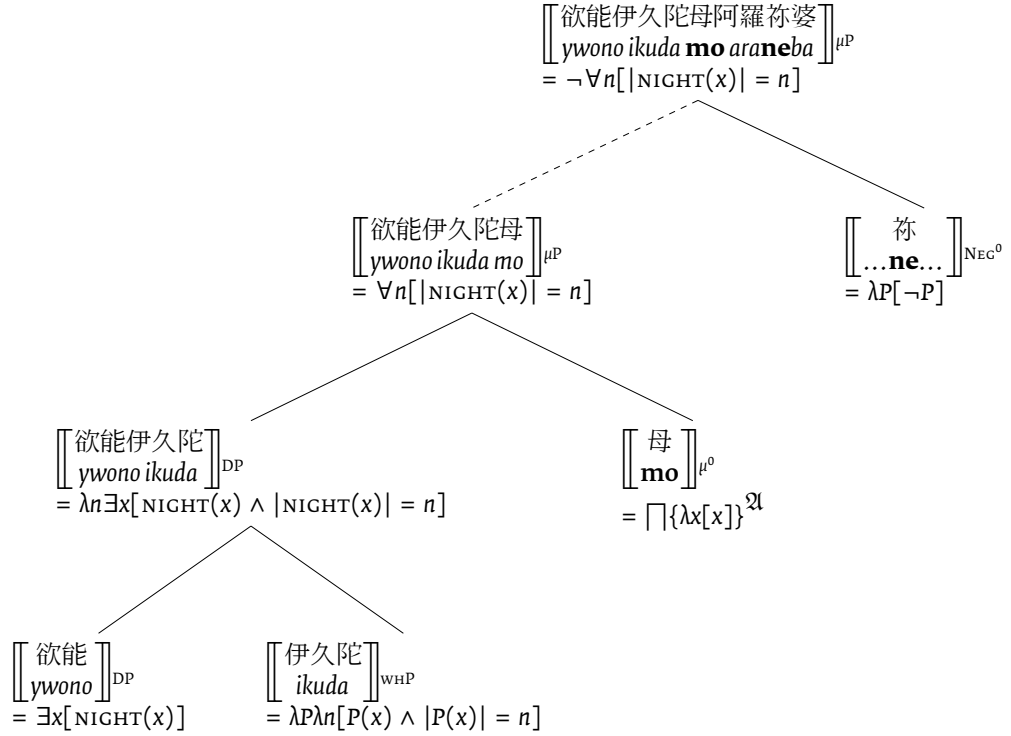 欲能伊久陀母阿羅祢婆
ywono ikuda mo araneba μP
= ¬∀n[|NIGHT(x)| = n]
欲能伊久陀母
ywono ikuda mo μP
= ∀n[|NIGHT(x)| = n]
祢
…ne… NEG⁰
= λP[¬P]
欲能伊久陀
ywono ikuda DP
= λn∃x[NIGHT(x) ∧ |NIGHT(x)| = n]
母
mo μ⁰
= ∏{λx[x]}𝔄
欲能
ywono DP
= ∃x[NIGHT(x)]
伊久陀
ikuda WHP
= λPλn[P(x) ∧ |P(x)| = n]